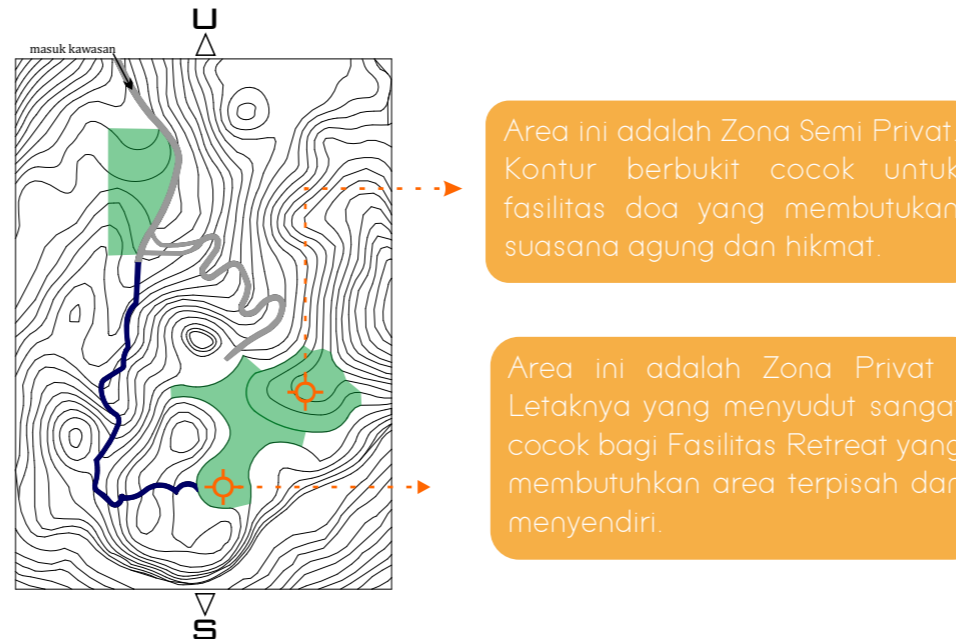 U
masuk kawasan
Area ini adalah Zona Semi Privat.
Kontur berbukit cocok untuk
fasilitas doa yang membutukan
suasana agung dan hikmat.
Area ini adalah Zona Privat
Letaknya yang menyudut sangat
cocok bagi Fasilitas Retreat yang
membutuhkan area terpisah dan
menyendiri.
S